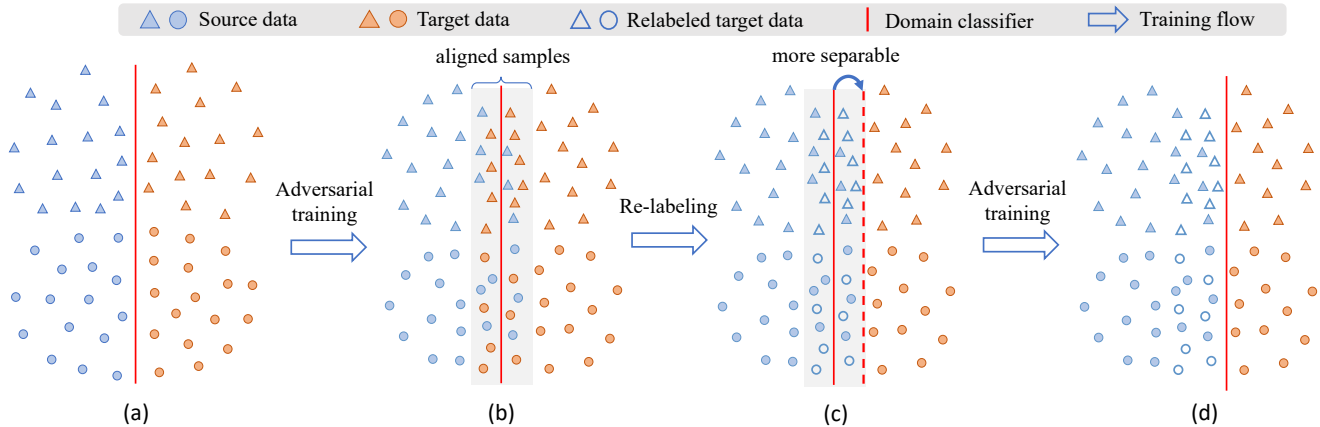 Source data Target data Relabeled target data Domain classifier Training flow
aligned samples
more separable
Adversarial
training
Re-labeling
Adversarial
training
(a) (b) (c) (d)